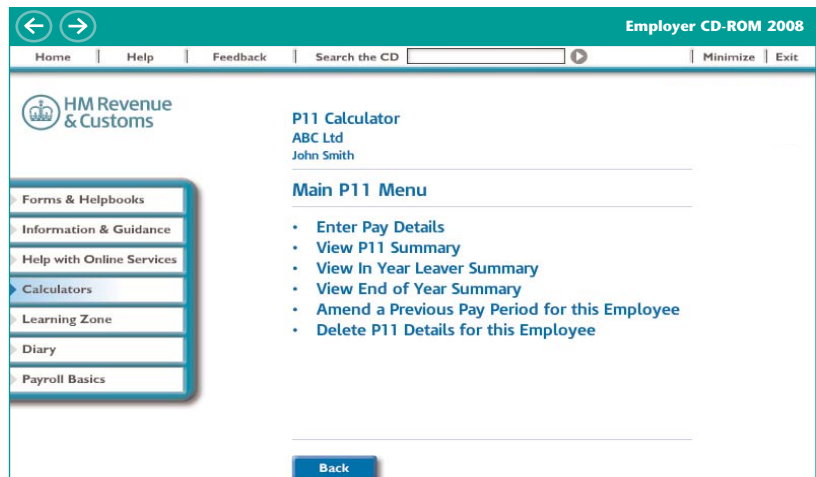 Employer CD-ROM 2008
Home | Help | Feedback | Search the CD | Minimize | Exit
HM Revenue
& Customs
P11 Calculator
ABC Ltd
John Smith
Main P11 Menu
Forms & Helpbooks
Information & Guidance
Help with Online Services
Calculators
Learning Zone
Diary
Payroll Basics
• Enter Pay Details
• View P11 Summary
• View In Year Leaver Summary
• View End of Year Summary
• Amend a Previous Pay Period for this Employee
• Delete P11 Details for this Employee
Back